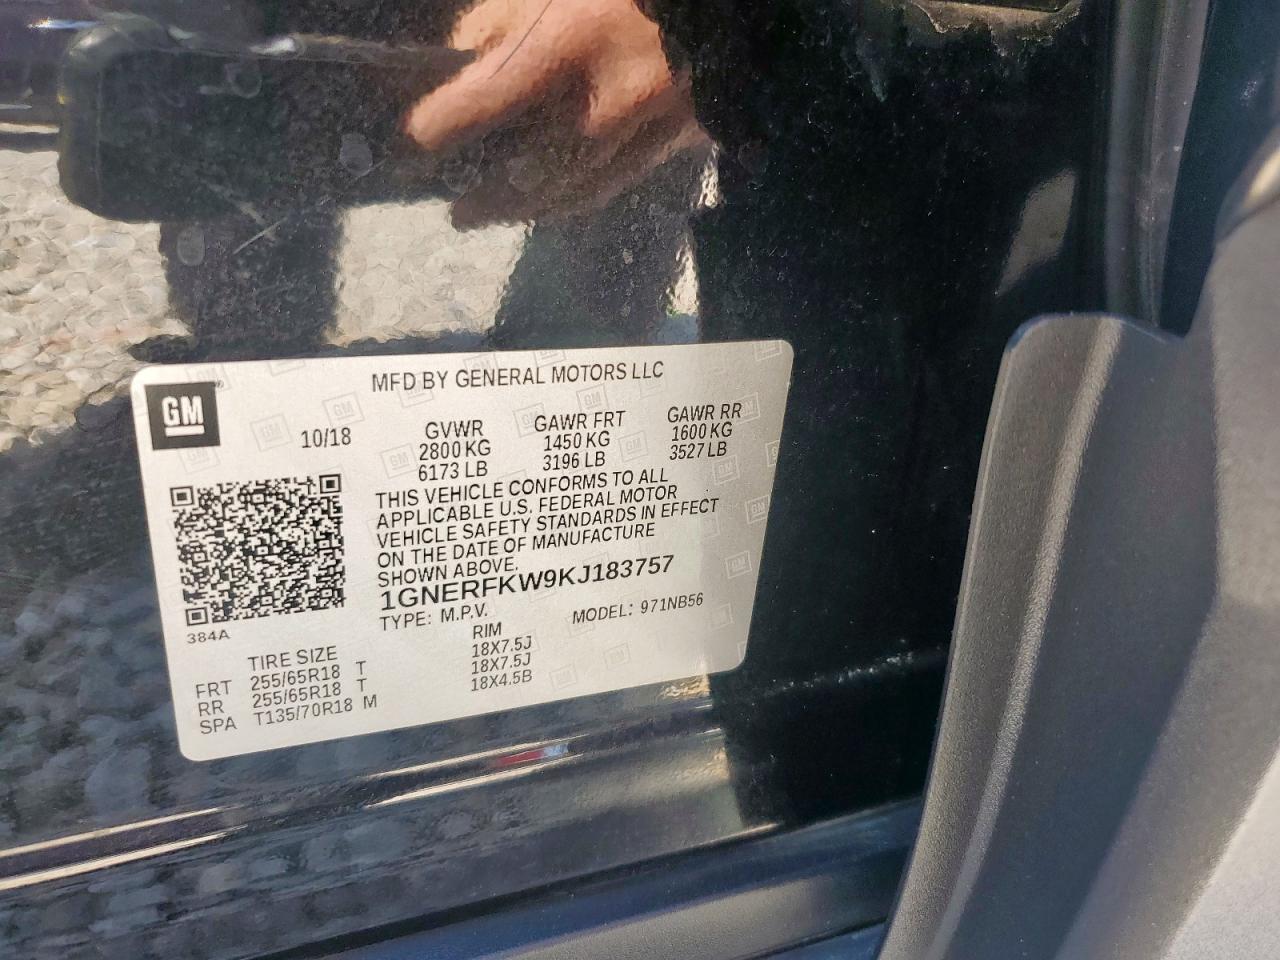 GM
MFD BY GENERAL MOTORS LLC
10/18
GVWR GAWR FRT GAWR RR
2800 KG 1450 KG 1600 KG
6173 LB 3196 LB 3527 LB
THIS VEHICLE CONFORMS TO ALL
APPLICABLE U.S. FEDERAL MOTOR
VEHICLE SAFETY STANDARDS IN EFFECT
ON THE DATE OF MANUFACTURE
SHOWN ABOVE.
1GNERFKW9KJ183757
TYPE: M.P.V. MODEL: 971NB56
384A
TIRE SIZE RIM
FRT 255/65R18 T 18X7.5J
RR 255/65R18 T 18X7.5J
SPA T135/70R18 M 18X4.5B